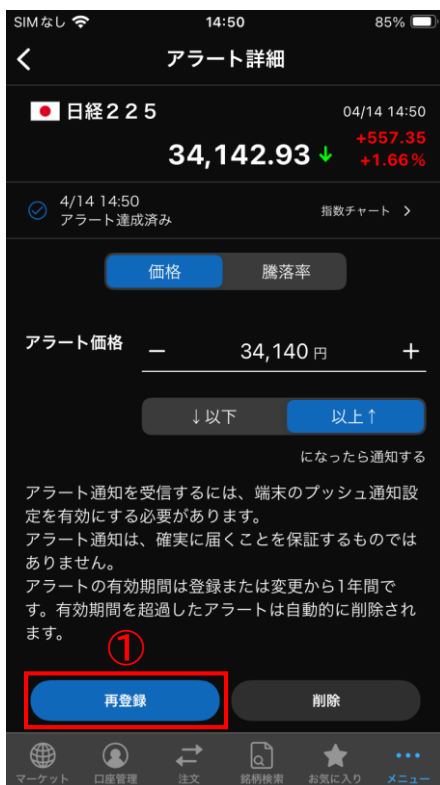 SIMなし 14:50 85%
アラート詳細
日経２２５ 04/14 14:50
34,142.93 ↓ +557.35
+1.66%
4/14 14:50
アラート達成済み 指数チャート >
価格 騰落率
アラート価格 − 34,140 円 +
↓以下 以上↑
になったら通知する
アラート通知を受信するには、端末のプッシュ通知設
定を有効にする必要があります。
アラート通知は、確実に届くことを保証するものでは
ありません。
アラートの有効期間は登録または変更から1年間で
す。有効期間を超過したアラートは自動的に削除され
ます。
①
再登録 削除
マーケット 口座管理 注文 銘柄検索 お気に入り メニュー